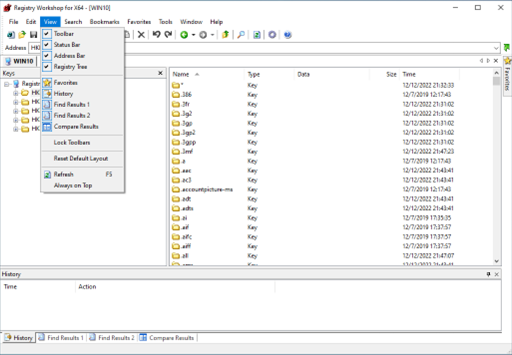 Registry Workshop for X64 - [WIN10]
File Edit View Search Bookmarks Favorites Tools Window Help
Address HK
WIN10
Toolbar
Status Bar
Address Bar
Registry Tree
Favorites
History
Find Results 1
Find Results 2
Compare Results
Lock Toolbars
Reset Default Layout
Refresh F5
Always on Top
Keys
Registr
HK
HK
HK
HK
HK
Name Type Data Size Time
* Key 12/12/2022 21:32:33
.386 Key 12/7/2019 12:17:43
.3fr Key 12/12/2022 21:31:02
.3g2 Key 12/12/2022 21:31:02
.3gp Key 12/12/2022 21:31:02
.3gp2 Key 12/12/2022 21:31:02
.3gpp Key 12/12/2022 21:31:02
.3mf Key 12/12/2022 21:47:23
.a Key 12/7/2019 12:17:43
.aac Key 12/12/2022 21:43:41
.ac3 Key 12/12/2022 21:43:41
.accountpicture-ms Key 12/7/2019 12:17:43
.adt Key 12/12/2022 21:43:41
.adts Key 12/12/2022 21:43:41
.ai Key 12/7/2019 17:35:35
.aif Key 12/7/2019 17:37:57
.aifc Key 12/7/2019 17:37:57
.aiff Key 12/7/2019 17:37:57
.all Key 12/12/2022 21:47:07
Key 12/12/2022 21:43:41
Favorites
History
Time Action
History Find Results 1 Find Results 2 Compare Results